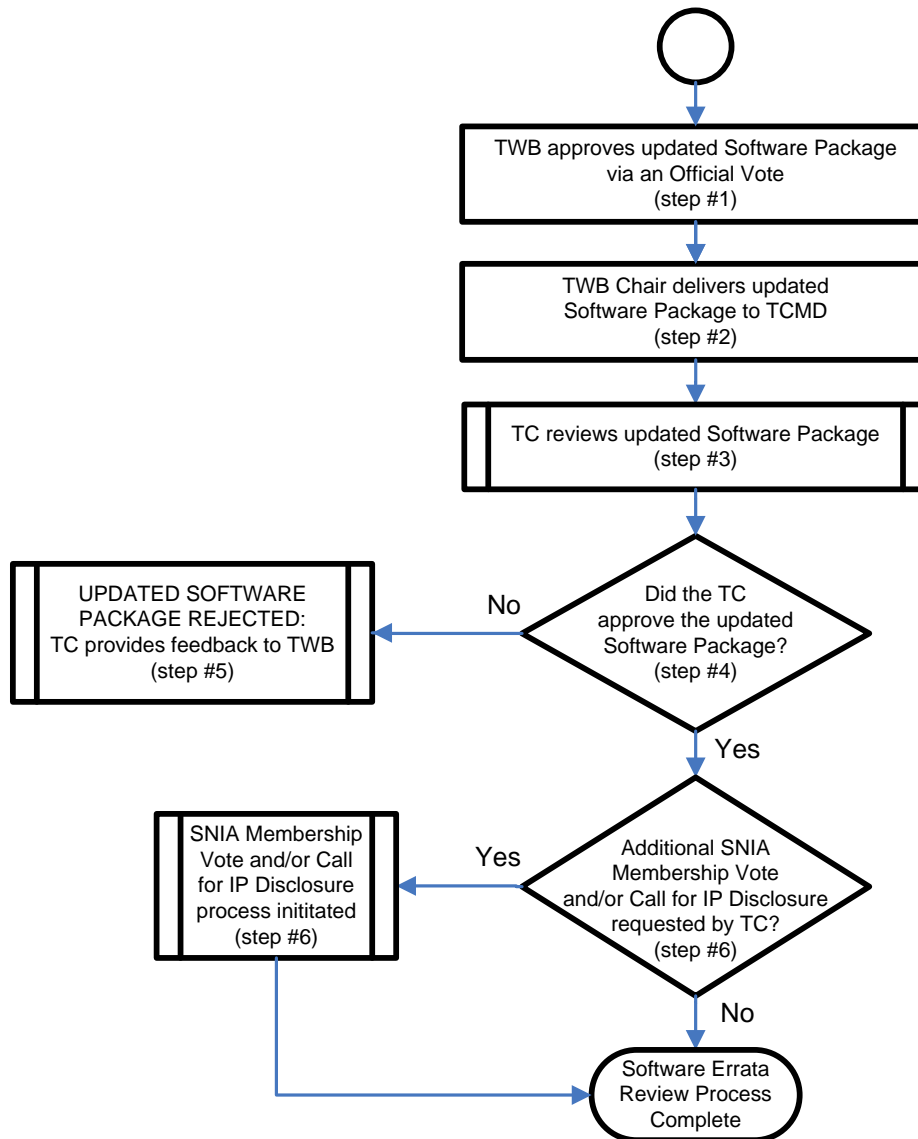 TWB approves updated Software Package
via an Official Vote
(step #1)
TWB Chair delivers updated
Software Package to TCMD
(step #2)
TC reviews updated Software Package
(step #3)
Did the TC
approve the updated
Software Package?
(step #4)
No
UPDATED SOFTWARE
PACKAGE REJECTED:
TC provides feedback to TWB
(step #5)
Yes
Additional SNIA
Membership Vote
and/or Call for IP Disclosure
requested by TC?
(step #6)
Yes
SNIA Membership
Vote and/or Call
for IP Disclosure
process inititated
(step #6)
No
Software Errata
Review Process
Complete